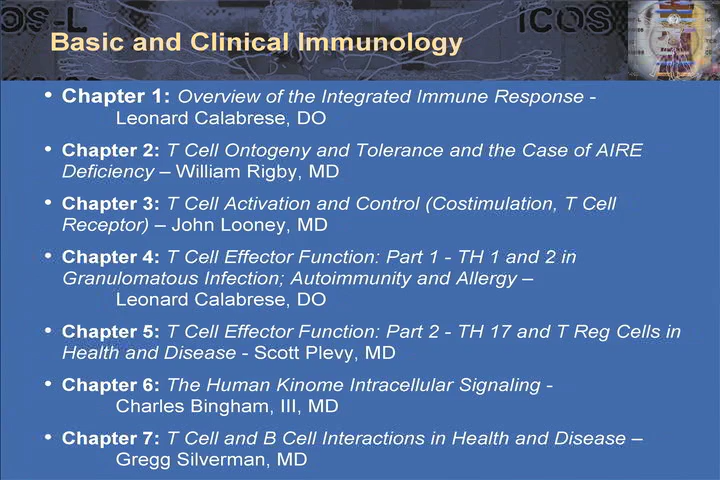 OS-L
ICOS
Basic and Clinical Immunology
• Chapter 1: Overview of the Integrated Immune Response -
Leonard Calabrese, DO
• Chapter 2: T Cell Ontogeny and Tolerance and the Case of AIRE
Deficiency – William Rigby, MD
• Chapter 3: T Cell Activation and Control (Costimulation, T Cell
Receptor) – John Looney, MD
• Chapter 4: T Cell Effector Function: Part 1 - TH 1 and 2 in
Granulomatous Infection; Autoimmunity and Allergy –
Leonard Calabrese, DO
• Chapter 5: T Cell Effector Function: Part 2 - TH 17 and T Reg Cells in
Health and Disease - Scott Plevy, MD
• Chapter 6: The Human Kinome Intracellular Signaling -
Charles Bingham, III, MD
• Chapter 7: T Cell and B Cell Interactions in Health and Disease –
Gregg Silverman, MD